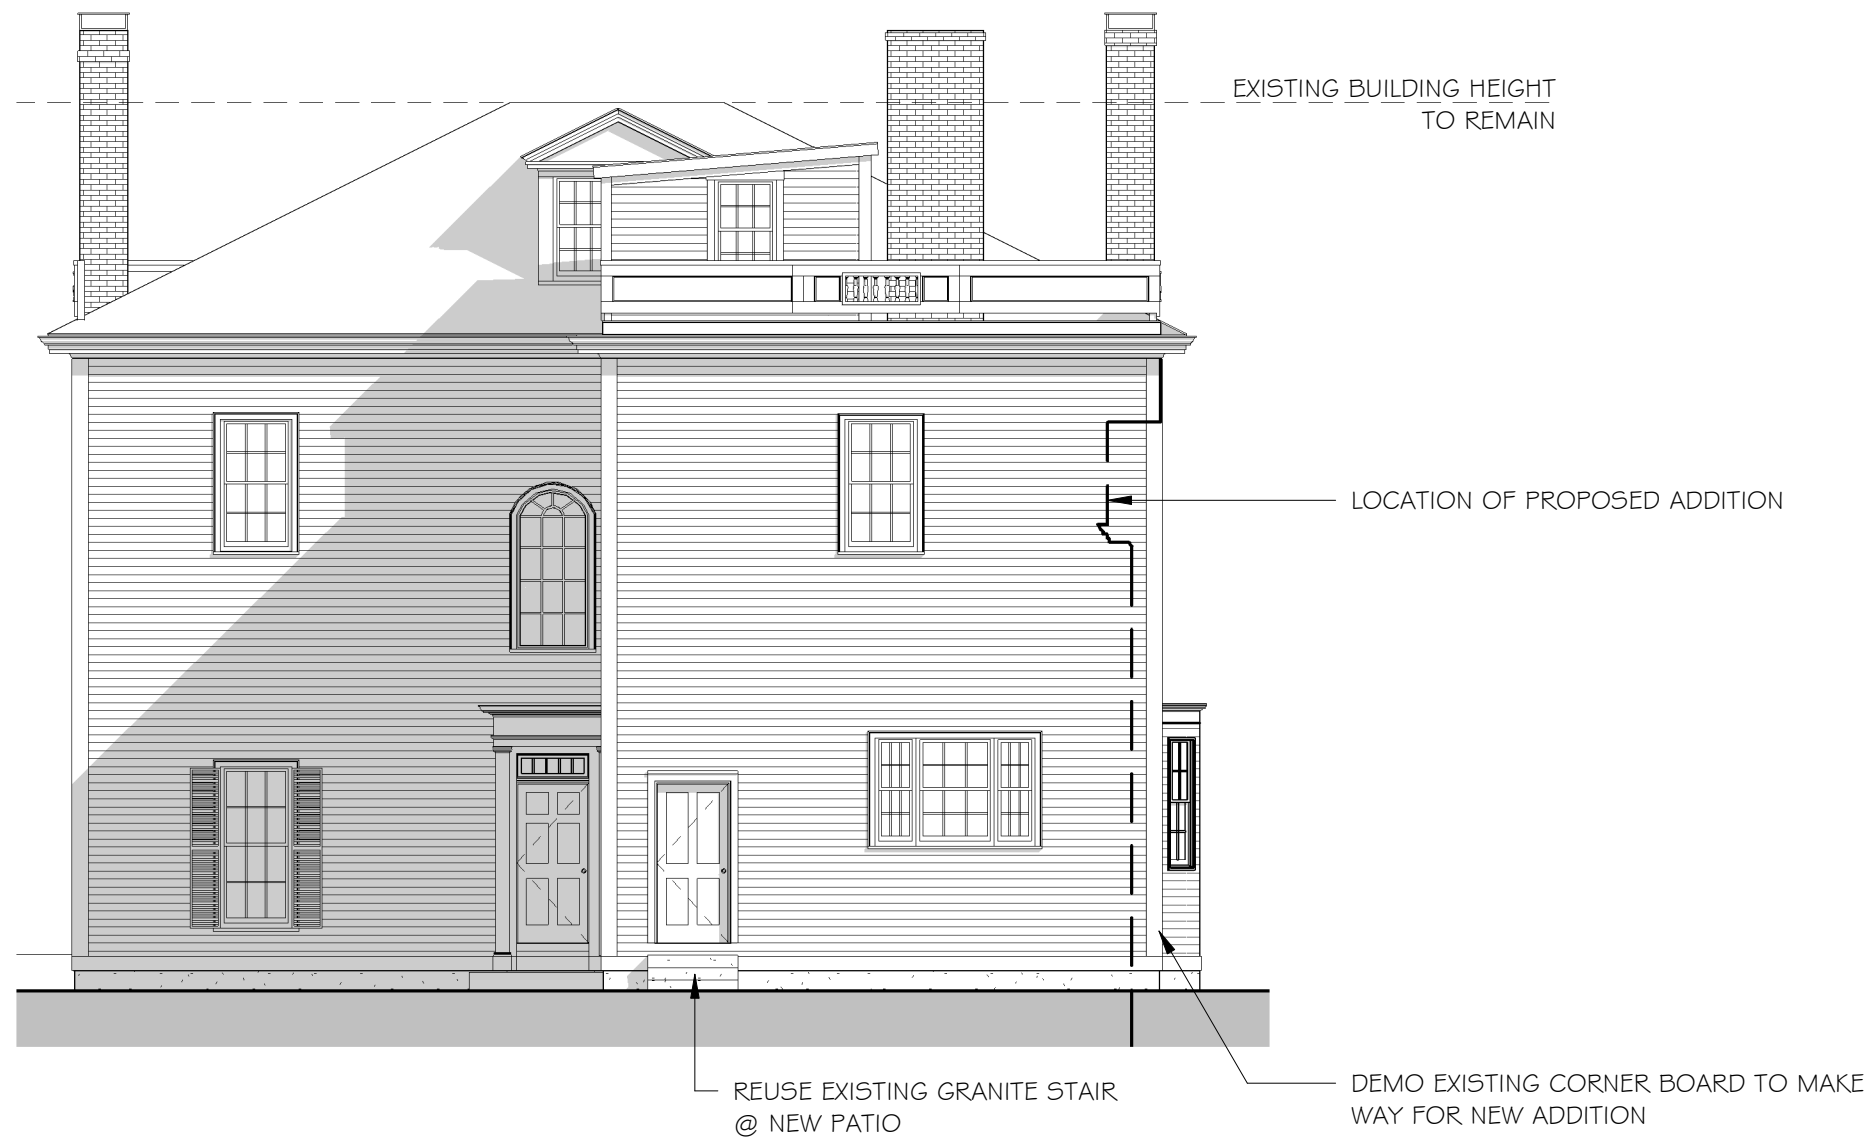 EXISTING BUILDING HEIGHT
TO REMAIN
LOCATION OF PROPOSED ADDITION
REUSE EXISTING GRANITE STAIR
@ NEW PATIO
DEMO EXISTING CORNER BOARD TO MAKE
WAY FOR NEW ADDITION